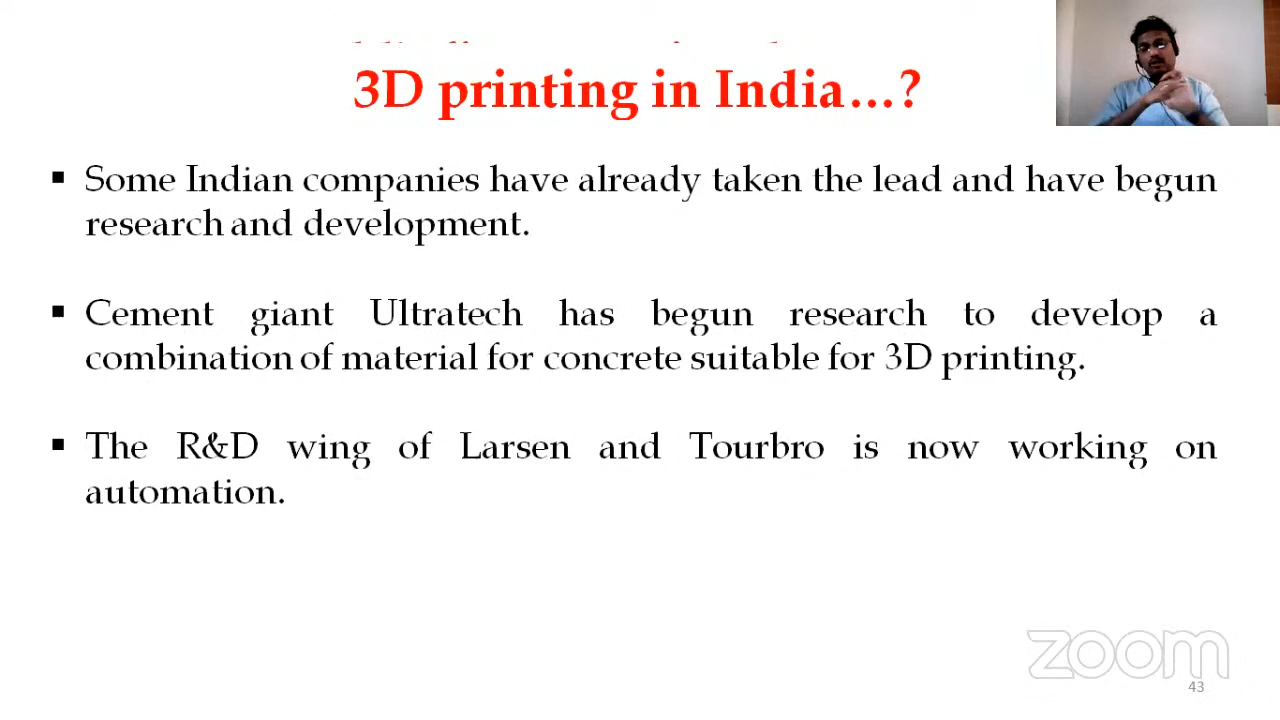 3D printing in India…?
▪ Some Indian companies have already taken the lead and have begun
research and development.
▪ Cement giant Ultratech has begun research to develop a
combination of material for concrete suitable for 3D printing.
▪ The R&D wing of Larsen and Tourbro is now working on
automation.
zoom
43